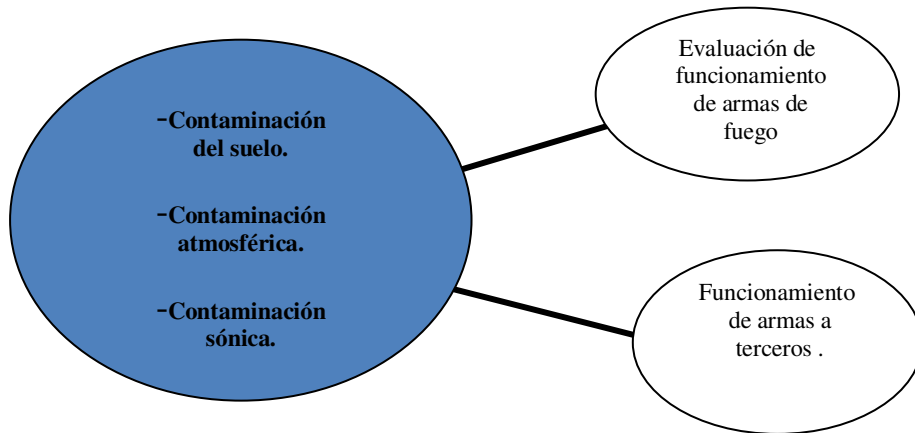 -Contaminación
del suelo.
-Contaminación
atmosférica.
-Contaminación
sónica.
Evaluación de
funcionamiento
de armas de
fuego
Funcionamiento
de armas a
terceros .